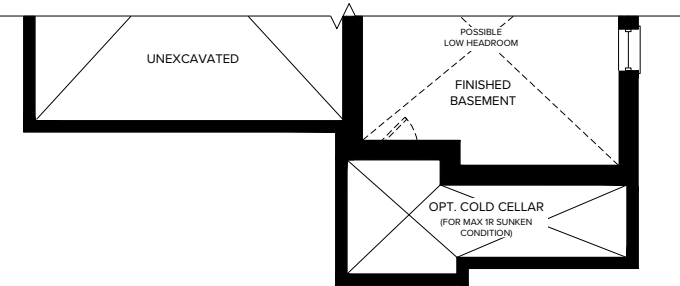 POSSIBLE
LOW HEADROOM
UNEXCAVATED
FINISHED
BASEMENT
OPT. COLD CELLAR
(FOR MAX 1R SUNKEN
CONDITION)